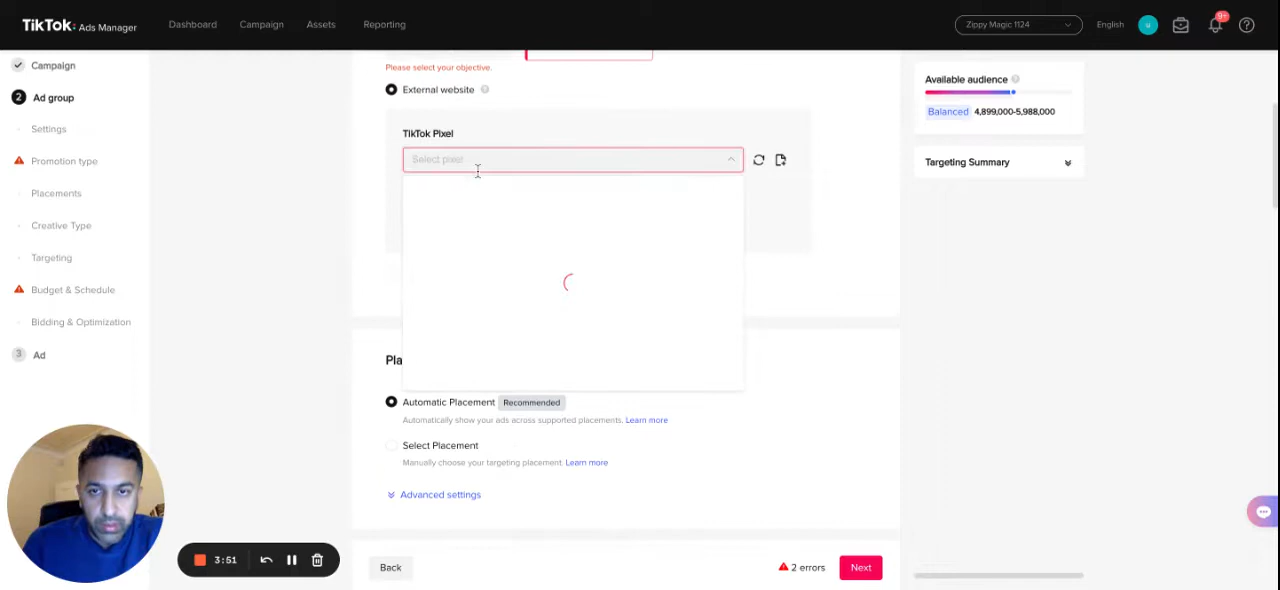 TikTok: Ads Manager
Dashboard
Campaign
Assets
Reporting
Zippy Magic 1124
English
u
9+
Campaign
2
Ad group
Settings
Promotion type
Placements
Creative Type
Targeting
Budget & Schedule
Bidding & Optimization
3
Ad
Please select your objective.
External website
TikTok Pixel
Select pixel
Pla
Automatic Placement
Recommended
Automatically show your ads across supported placements. Learn more
Select Placement
Manually choose your targeting placement. Learn more
Advanced settings
Back
2 errors
Next
Available audience
Balanced 4,899,000-5,988,000
Targeting Summary
3:51